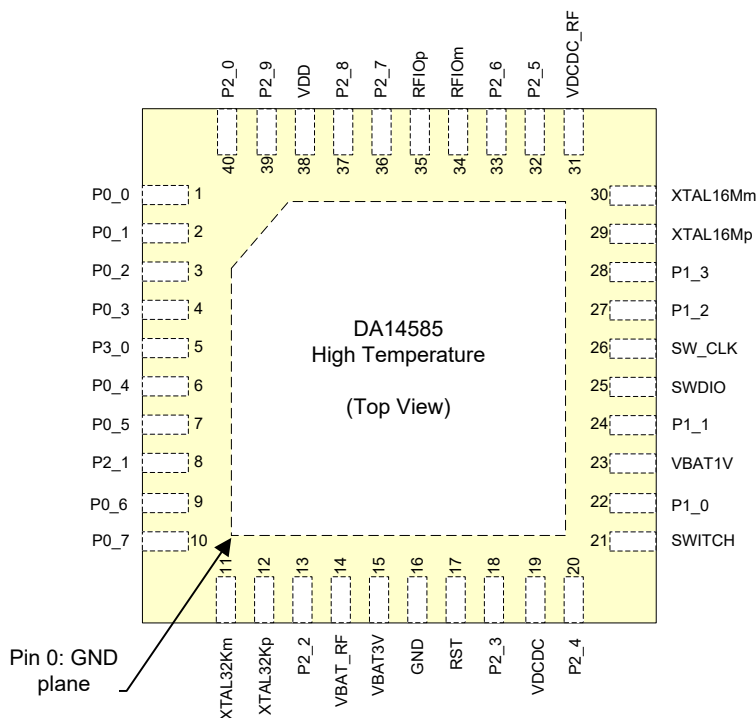 P2_0
P2_9
VDD
P2_8
P2_7
RFIOp
RFIOm
P2_6
P2_5
VDCDC_RF
40
39
38
37
36
35
34
33
32
31
P0_0 1
P0_1 2
P0_2 3
P0_3 4
P3_0 5
P0_4 6
P0_5 7
P2_1 8
P0_6 9
P0_7 10
DA14585
High Temperature
(Top View)
30 XTAL16Mm
29 XTAL16Mp
28 P1_3
27 P1_2
26 SW_CLK
25 SWDIO
24 P1_1
23 VBAT1V
22 P1_0
21 SWITCH
11
12
13
14
15
16
17
18
19
20
XTAL32Km
XTAL32Kp
P2_2
VBAT_RF
VBAT3V
GND
RST
P2_3
VDCDC
P2_4
Pin 0: GND
plane